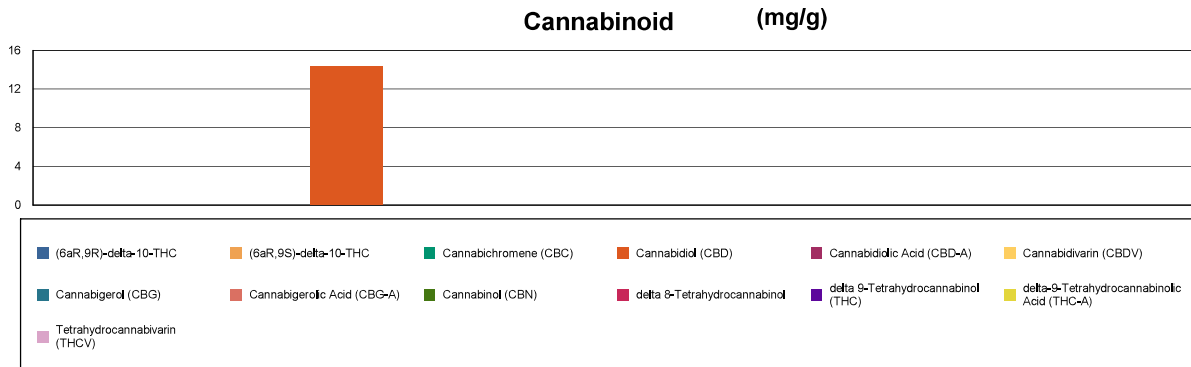 Cannabinoid (mg/g)
16
12
8
4
0
(6aR,9R)-delta-10-THC
(6aR,9S)-delta-10-THC
Cannabichromene (CBC)
Cannabidiol (CBD)
Cannabidiolic Acid (CBD-A)
Cannabidivarin (CBDV)
Cannabigerol (CBG)
Cannabigerolic Acid (CBG-A)
Cannabinol (CBN)
delta 8-Tetrahydrocannabinol
delta 9-Tetrahydrocannabinol
(THC)
delta-9-Tetrahydrocannabinolic
Acid (THC-A)
Tetrahydrocannabivarin
(THCV)